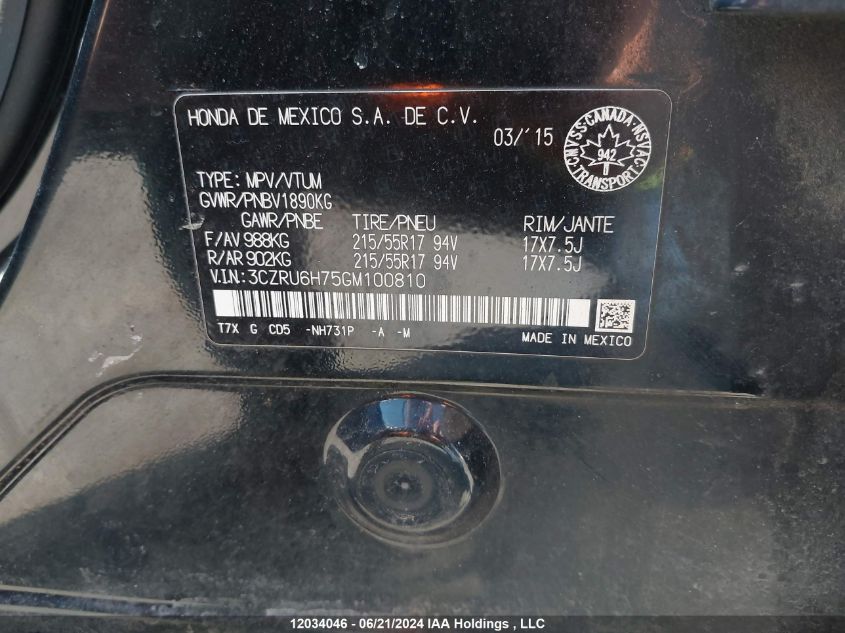 HONDA DE MEXICO S.A. DE C.V.
03/'15
CMVSS·CANADA·NSVAC
942
TRANSPORT
TYPE: MPV/VTUM
GVWR/PNBV1890KG
GAWR/PNBE TIRE/PNEU RIM/JANTE
F/AV 988KG 215/55R17 94V 17X7.5J
R/AR 902KG 215/55R17 94V 17X7.5J
V.I.N:3CZRU6H75GM100810
T7X G CD5 -NH731P -A -M
MADE IN MEXICO
12034046 - 06/21/2024 IAA Holdings , LLC